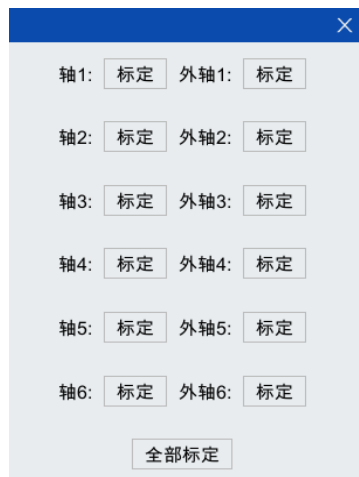 轴1: 标定 外轴1: 标定
轴2: 标定 外轴2: 标定
轴3: 标定 外轴3: 标定
轴4: 标定 外轴4: 标定
轴5: 标定 外轴5: 标定
轴6: 标定 外轴6: 标定
全部标定